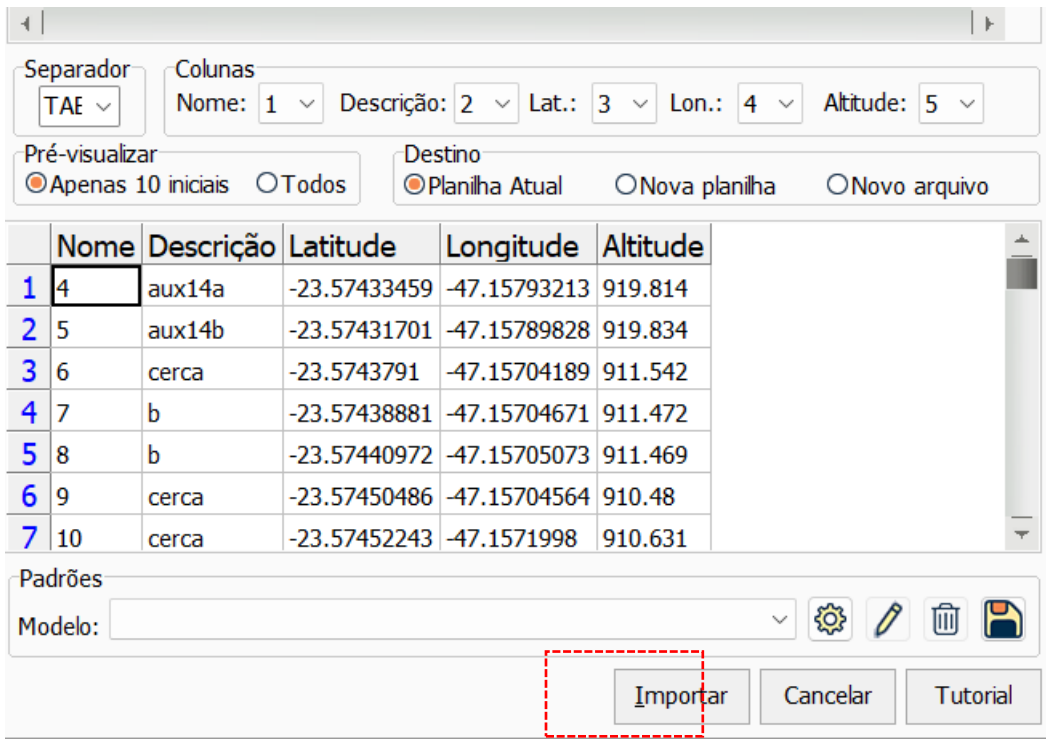 Separador Colunas
TAB Nome: 1 Descrição: 2 Lat.: 3 Lon.: 4 Altitude: 5
Pré-visualizar Destino
Apenas 10 iniciais Todos Planilha Atual Nova planilha Novo arquivo
Nome Descrição Latitude Longitude Altitude
1 4 aux14a -23.57433459 -47.15793213 919.814
2 5 aux14b -23.57431701 -47.15789828 919.834
3 6 cerca -23.5743791 -47.15704189 911.542
4 7 b -23.57438881 -47.15704671 911.472
5 8 b -23.57440972 -47.15705073 911.469
6 9 cerca -23.57450486 -47.15704564 910.48
7 10 cerca -23.57452243 -47.1571998 910.631
Padrões
Modelo:
Importar Cancelar Tutorial